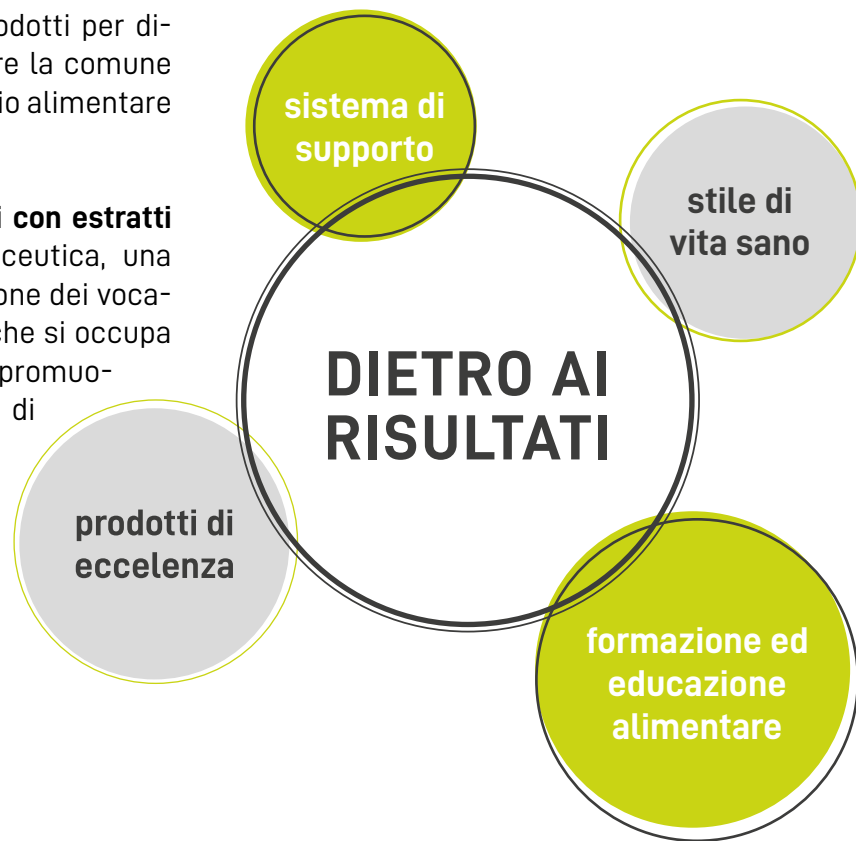 odotti per di-
re la comune
io alimentare
i con estratti
ceutica, una
one dei voca-
che si occupa
promuo-
di
sistema di
supporto
stile di
vita sano
DIETRO AI
RISULTATI
prodotti di
eccelenza
formazione ed
educazione
alimentare